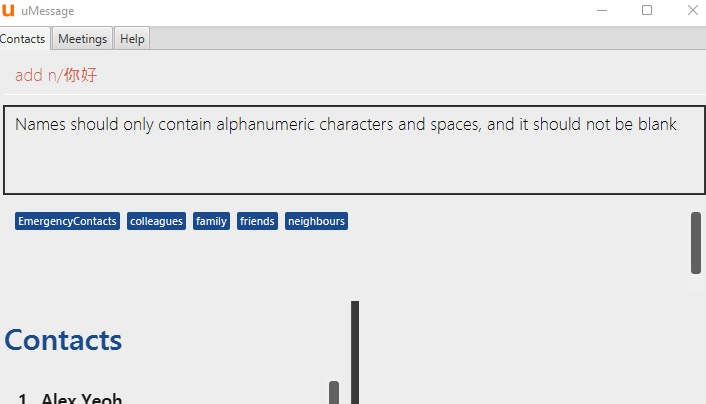 uMessage
Contacts Meetings Help
add n/你好
Names should only contain alphanumeric characters and spaces, and it should not be blank
EmergencyContacts colleagues family friends neighbours
Contacts
1. Alex Yeoh